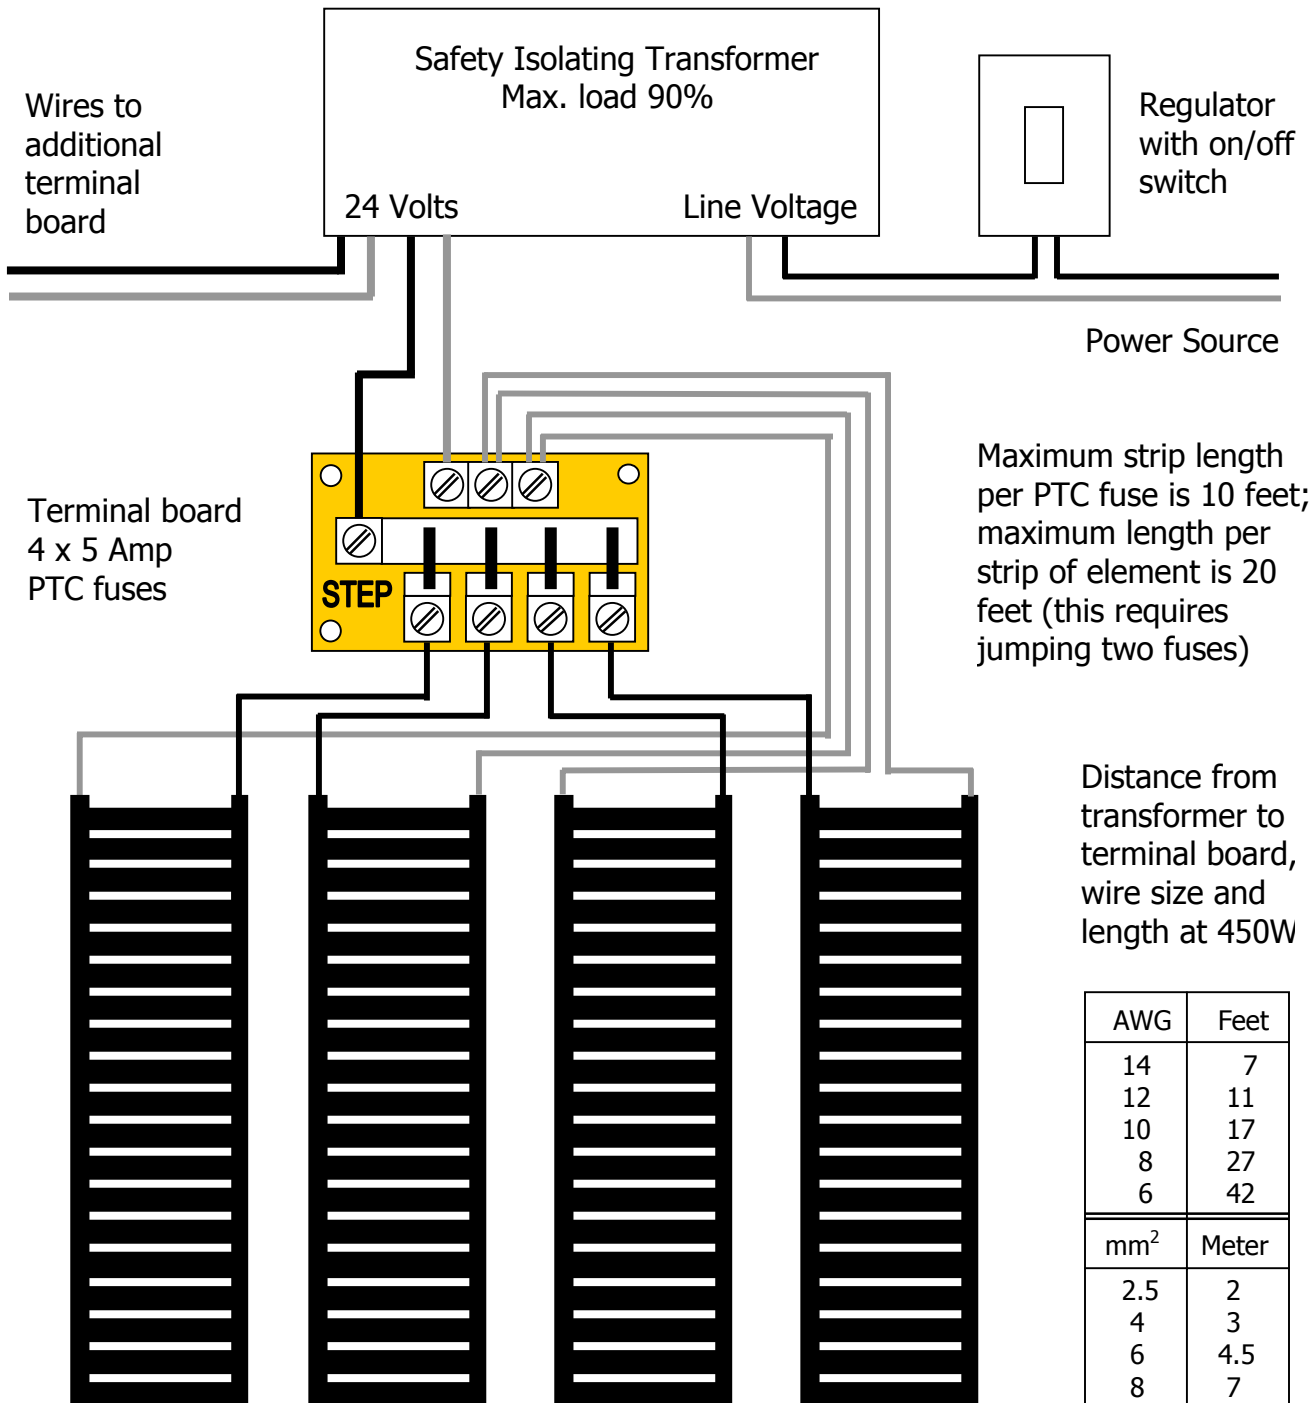 Safety Isolating Transformer
Max. load 90%
24 Volts
Line Voltage
Wires to
additional
terminal
board
Regulator
with on/off
switch
Power Source
Terminal board
4 x 5 Amp
PTC fuses
STEP
Maximum strip length
per PTC fuse is 10 feet;
maximum length per
strip of element is 20
feet (this requires
jumping two fuses)
Distance from
transformer to
terminal board,
wire size and
length at 450W
AWG Feet
14 7
12 11
10 17
8 27
6 42
mm² Meter
2.5 2
4 3
6 4.5
8 7